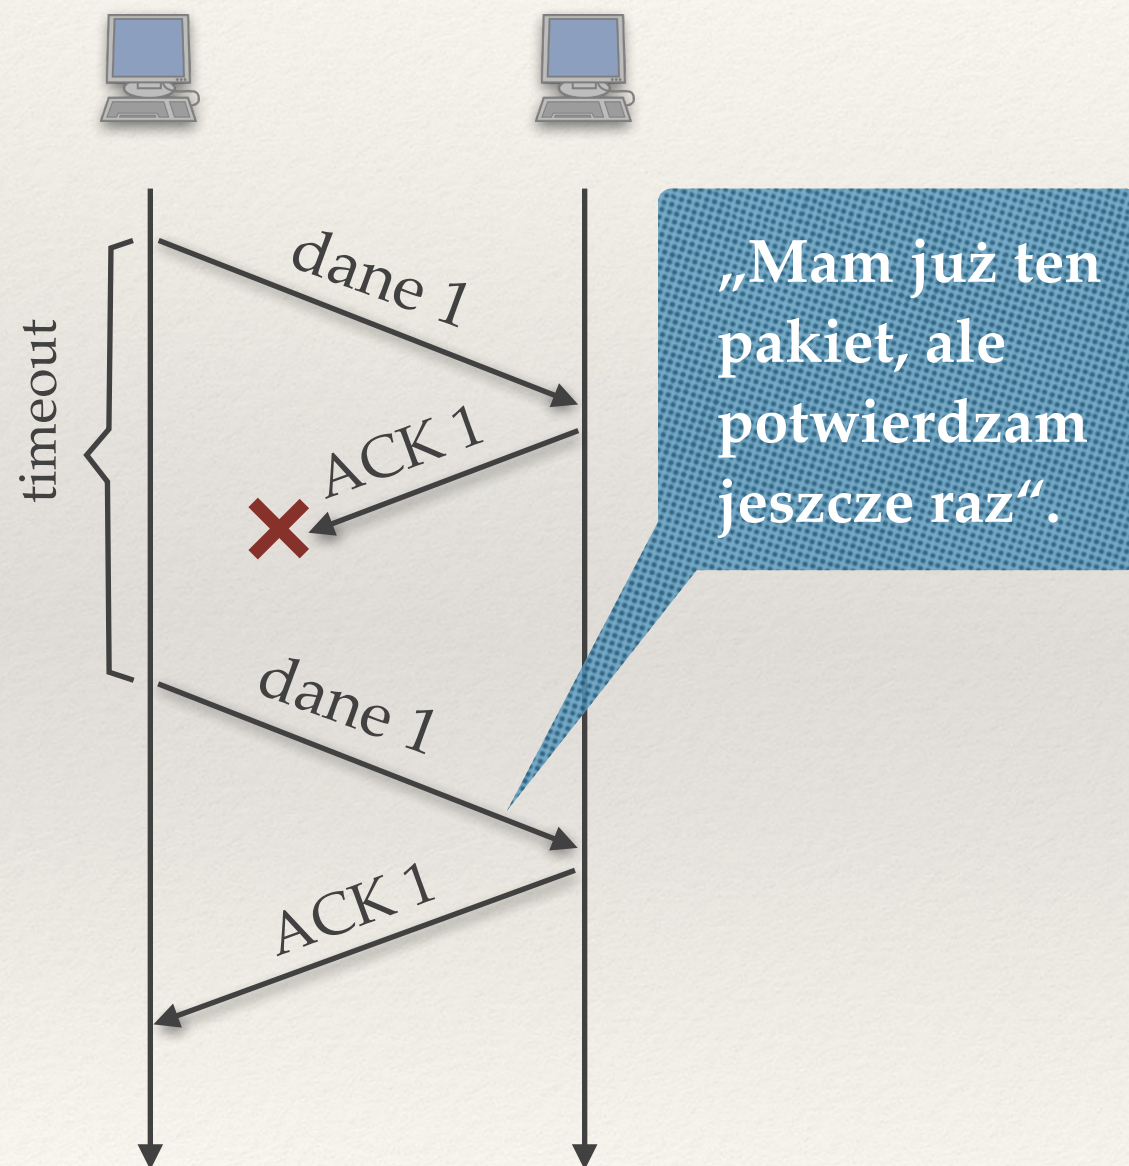 dane 1
timeout
ACK 1
dane 1
ACK 1
„Mam już ten
pakiet, ale
potwierdzam
jeszcze raz“.